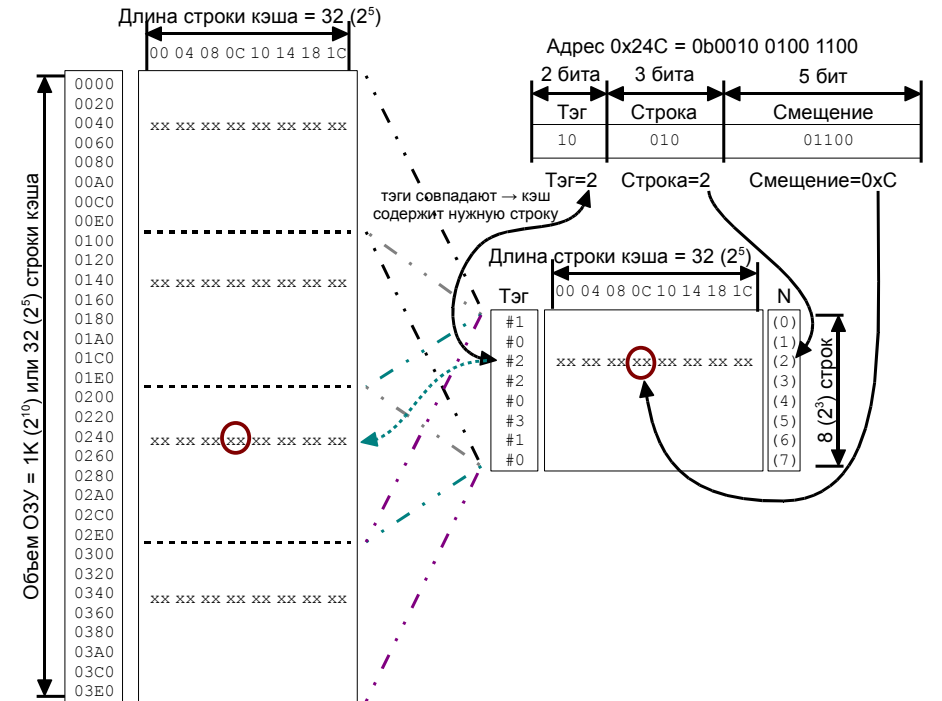 Длина строки кэша = 32 (2⁵)
00 04 08 0C 10 14 18 1C
Объем ОЗУ = 1К (2¹⁰) или 32 (2⁵) строки кэша
0000
0020
0040
0060
0080
00A0
00C0
00E0
0100
0120
0140
0160
0180
01A0
01C0
01E0
0200
0220
0240
0260
0280
02A0
02C0
02E0
0300
0320
0340
0360
0380
03A0
03C0
03E0
xx xx xx xx xx xx xx xx
xx xx xx xx xx xx xx xx
xx xx xx xx xx xx xx xx
xx xx xx xx xx xx xx xx
Адрес 0x24C = 0b0010 0100 1100
2 бита 3 бита 5 бит
Тэг Строка Смещение
10 010 01100
Тэг=2 Строка=2 Смещение=0xC
тэги совпадают → кэш
содержит нужную строку
Длина строки кэша = 32 (2⁵)
Тэг 00 04 08 0C 10 14 18 1C N
#1 (0)
#0 (1)
#2 xx xx xx xx xx xx xx xx (2)
#2 (3)
#0 (4)
#3 (5)
#1 (6)
#0 (7)
8 (2³) строк